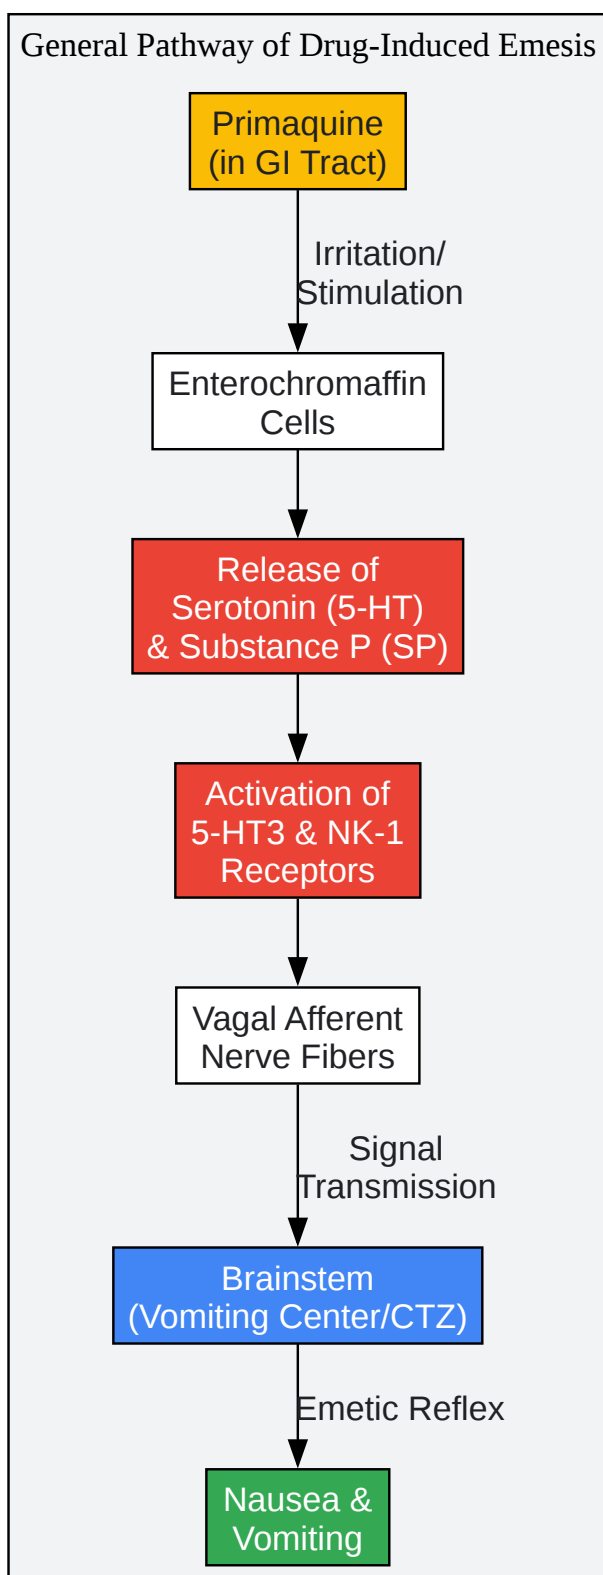 General Pathway of Drug-Induced Emesis
Primaquine
(in GI Tract)
Irritation/
Stimulation
Enterochromaffin
Cells
Release of
Serotonin (5-HT)
& Substance P (SP)
Activation of
5-HT3 & NK-1
Receptors
Vagal Afferent
Nerve Fibers
Signal
Transmission
Brainstem
(Vomiting Center/CTZ)
Emetic Reflex
Nausea &
Vomiting